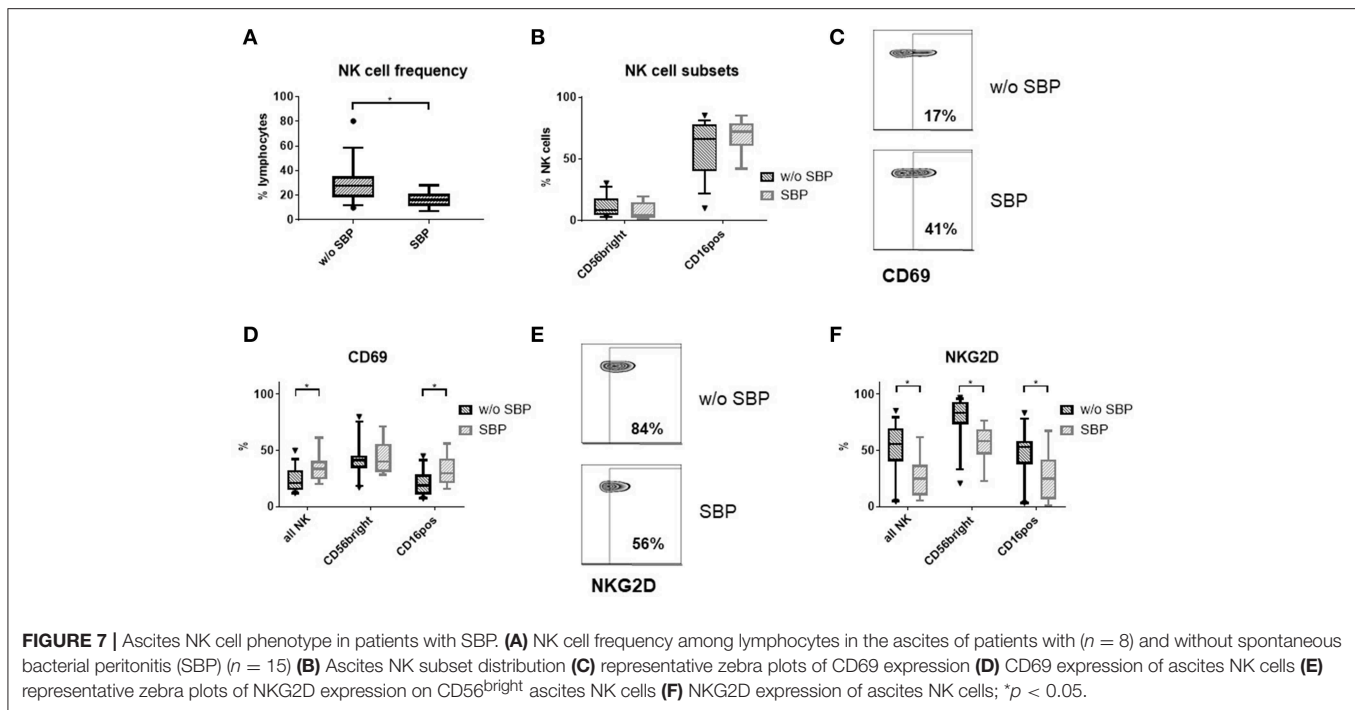 A
NK cell frequency
% lymphocytes
100
80
60
40
20
0
*
w/o SBP
SBP
B
NK cell subsets
% NK cells
100
50
0
CD56bright
CD16pos
w/o SBP
SBP
C
17%
w/o SBP
41%
SBP
CD69
D
CD69
%
100
50
0
*
*
all NK
CD56bright
CD16pos
w/o SBP
SBP
E
84%
w/o SBP
56%
SBP
NKG2D
F
NKG2D
%
100
50
0
*
*
*
all NK
CD56bright
CD16pos
w/o SBP
SBP
FIGURE 7 | Ascites NK cell phenotype in patients with SBP. (A) NK cell frequency among lymphocytes in the ascites of patients with (n = 8) and without spontaneous
bacterial peritonitis (SBP) (n = 15) (B) Ascites NK subset distribution (C) representative zebra plots of CD69 expression (D) CD69 expression of ascites NK cells (E)
representative zebra plots of NKG2D expression on CD56bright ascites NK cells (F) NKG2D expression of ascites NK cells; *p < 0.05.